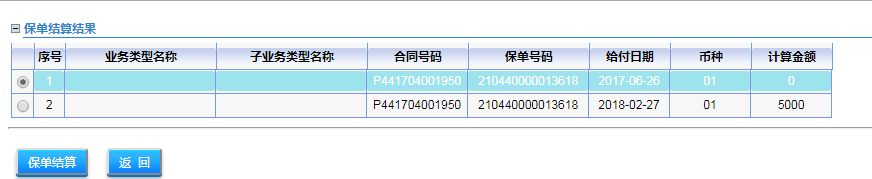 保单结算结果
序号 业务类型名称 子业务类型名称 合同号码 保单号码 给付日期 币种 计算金额
1 P441704001950 210440000013618 2017-06-26 01 0
2 P441704001950 210440000013618 2018-02-27 01 5000
保单结算 返 回